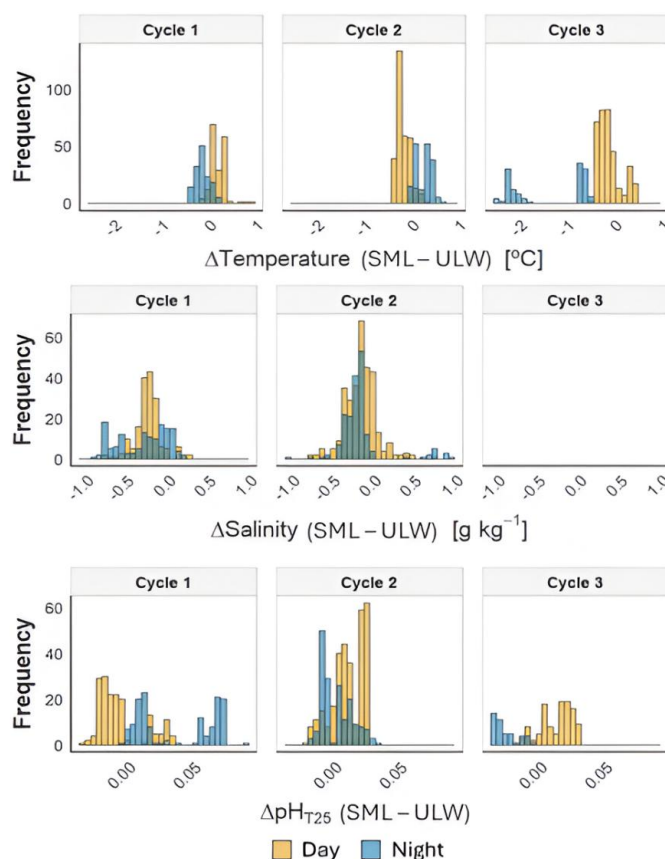 Cycle 1 Cycle 2 Cycle 3
Frequency
100
50
0
-2 -1 0 1 -2 -1 0 1 -2 -1 0 1
ΔTemperature (SML – ULW) [°C]
Cycle 1 Cycle 2 Cycle 3
Frequency
60
40
20
0
-1.0 -0.5 0.0 0.5 1.0 -1.0 -0.5 0.0 0.5 1.0 -1.0 -0.5 0.0 0.5 1.0
ΔSalinity (SML – ULW) [g kg⁻¹]
Cycle 1 Cycle 2 Cycle 3
Frequency
60
40
20
0
0.00 0.05 0.00 0.05 0.00 0.05
ΔpH_T25 (SML – ULW)
Day Night